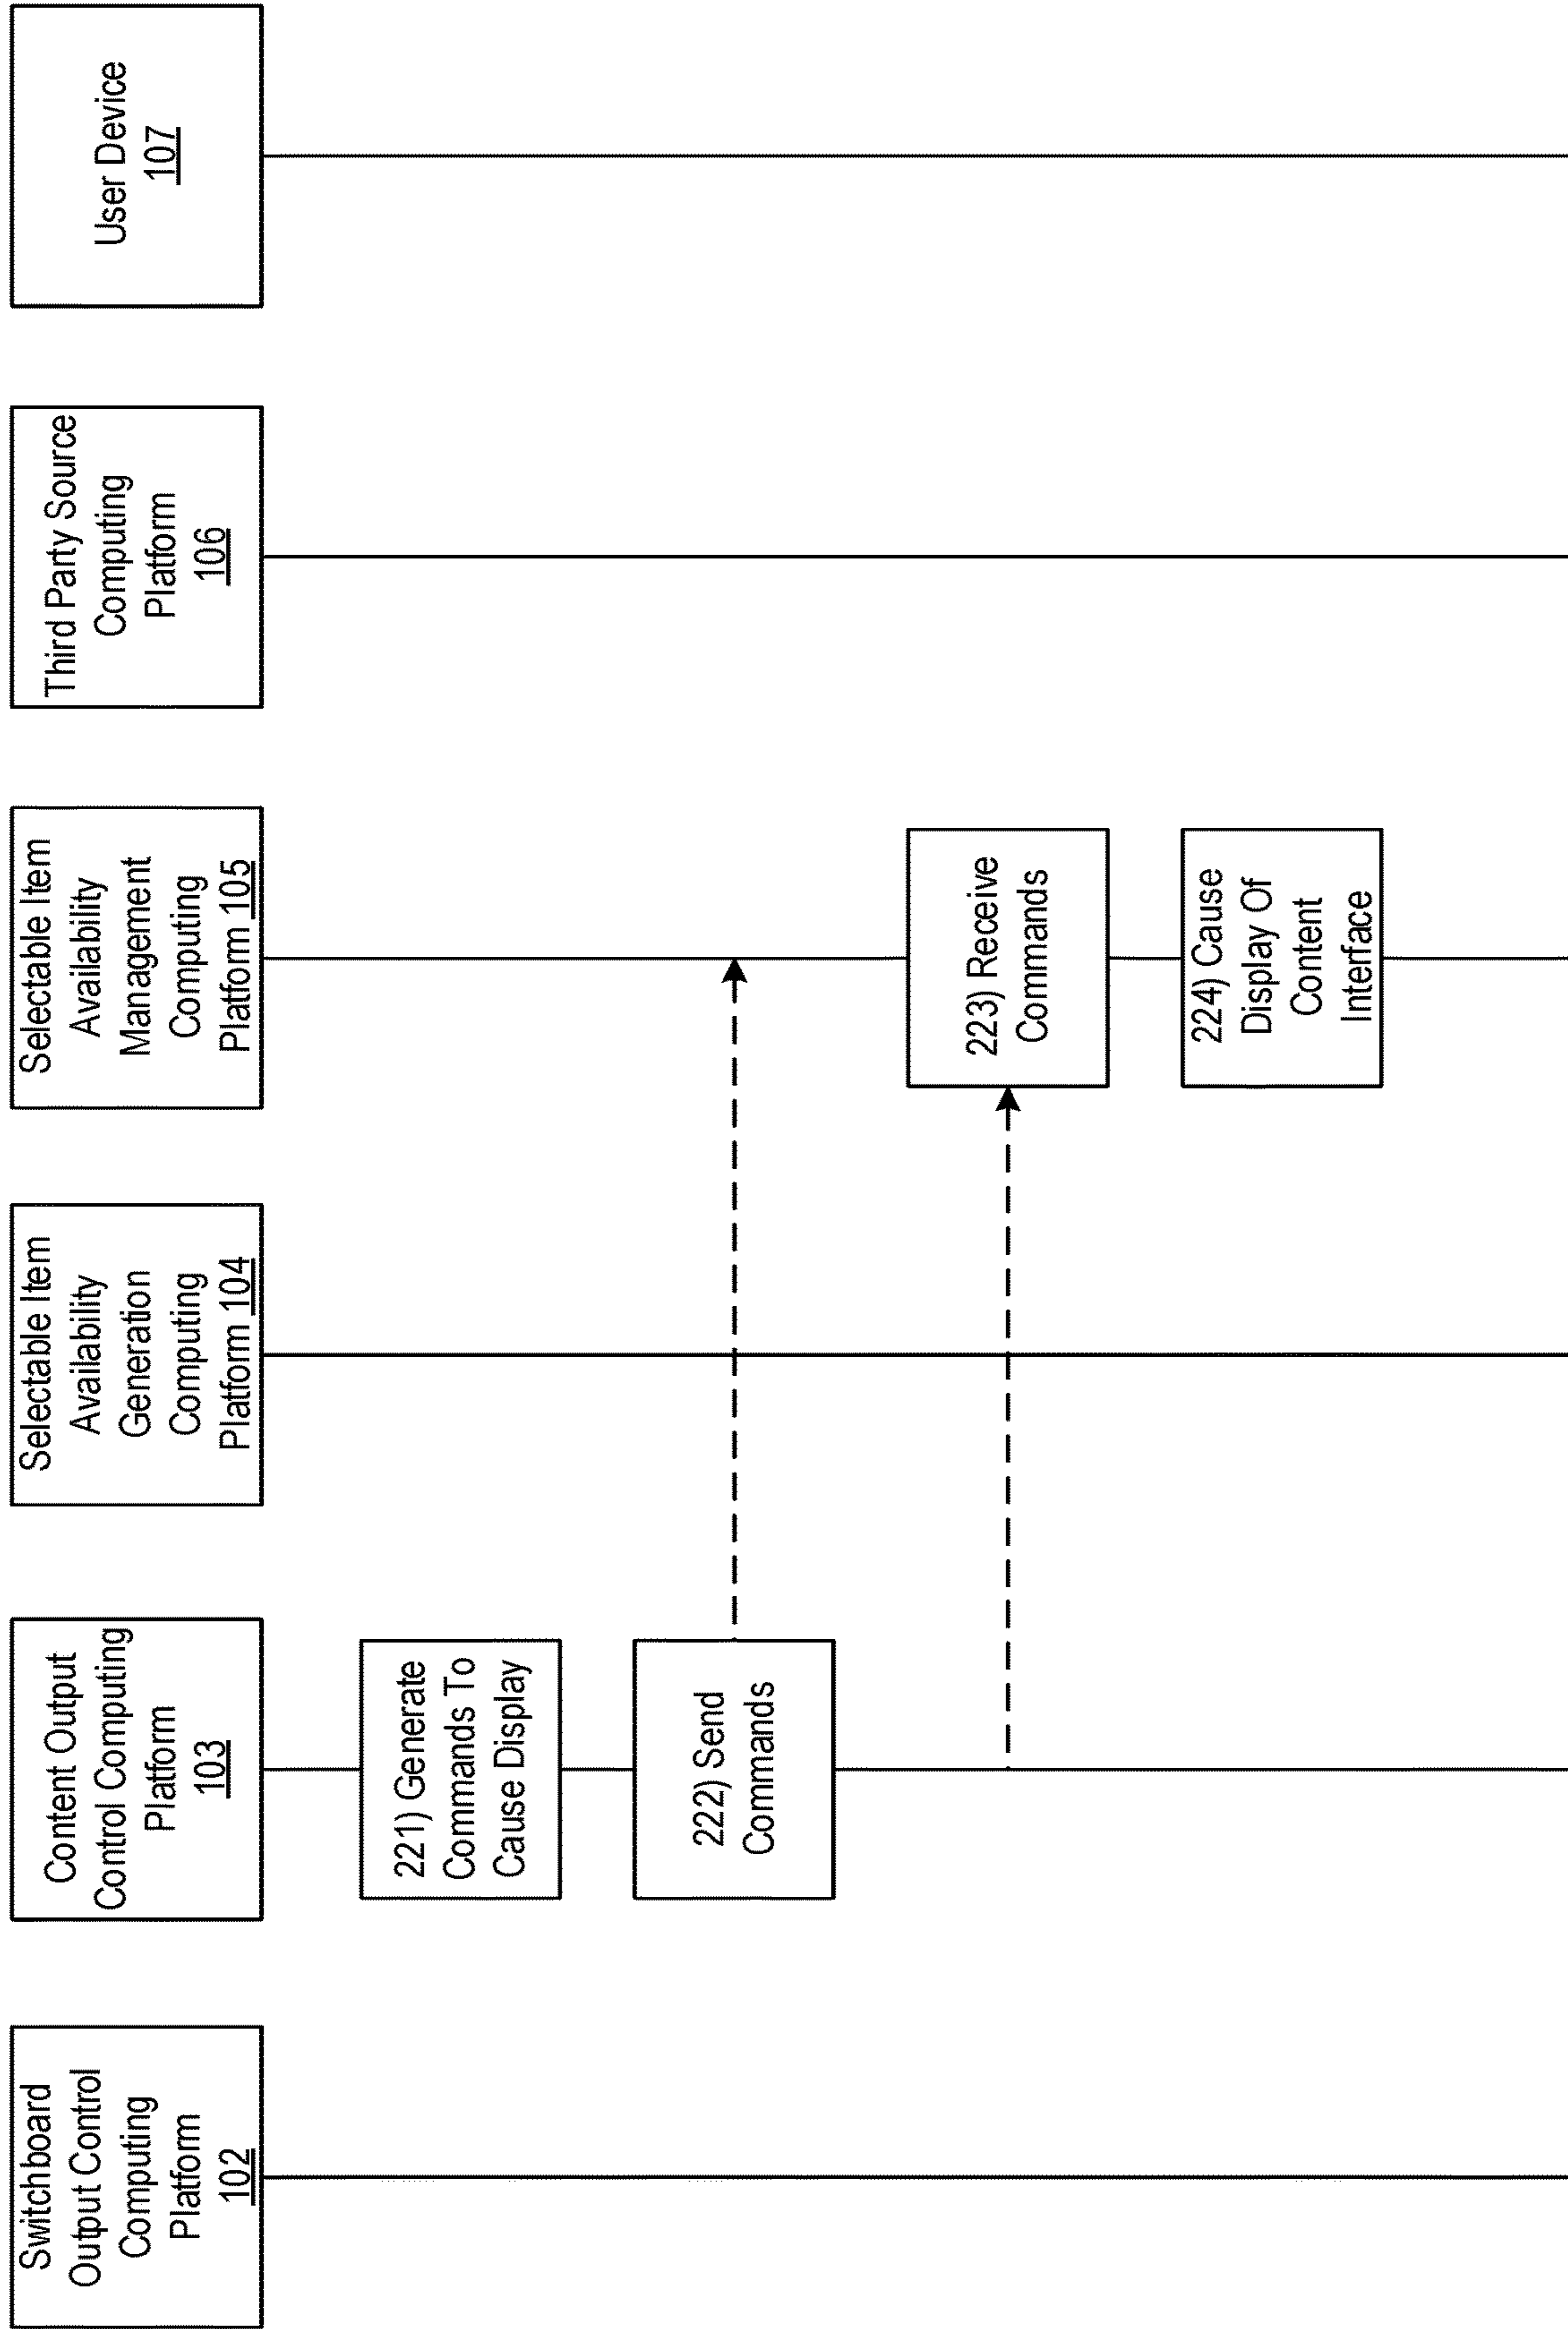 Switchboard
Output Control
Computing
Platform
102
Content Output
Control Computing
Platform
103
Selectable Item
Availability
Generation
Computing
Platform 104
Selectable Item
Availability
Management
Computing
Platform 105
Third Party Source
Computing
Platform
106
User Device
107
221) Generate
Commands To
Cause Display
222) Send
Commands
223) Receive
Commands
224) Cause
Display Of
Content
Interface